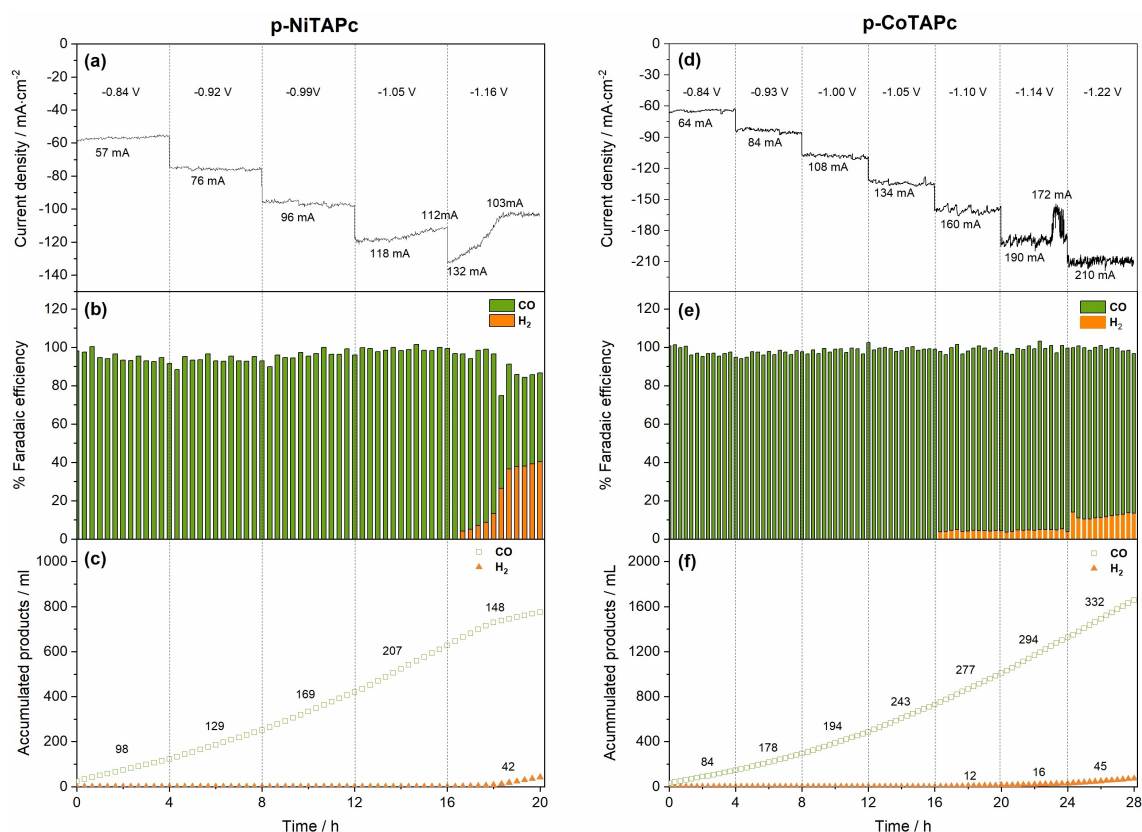 p-NiTAPc
p-CoTAPc
(a)
-0.84 V
-0.92 V
-0.99V
-1.05 V
-1.16 V
57 mA
76 mA
96 mA
118 mA
112mA
132 mA
103mA
0
-20
-40
-60
-80
-100
-120
-140
Current density / mA·cm-2
(b)
CO
H2
120
100
80
60
40
20
0
% Faradaic efficiency
(c)
CO
H2
98
129
169
207
148
42
1000
800
600
400
200
0
Accumulated products / ml
0
4
8
12
16
20
Time / h
(d)
-0.84 V
-0.93 V
-1.00 V
-1.05 V
-1.10 V
-1.14 V
-1.22 V
64 mA
84 mA
108 mA
134 mA
160 mA
190 mA
172 mA
210 mA
0
-30
-60
-90
-120
-150
-180
-210
Current density / mA·cm-2
(e)
CO
H2
120
100
80
60
40
20
0
% Faradaic efficiency
(f)
CO
H2
84
178
194
243
277
294
332
12
16
45
2000
1600
1200
800
400
0
Acummulated products / mL
0
4
8
12
16
20
24
28
Time / h